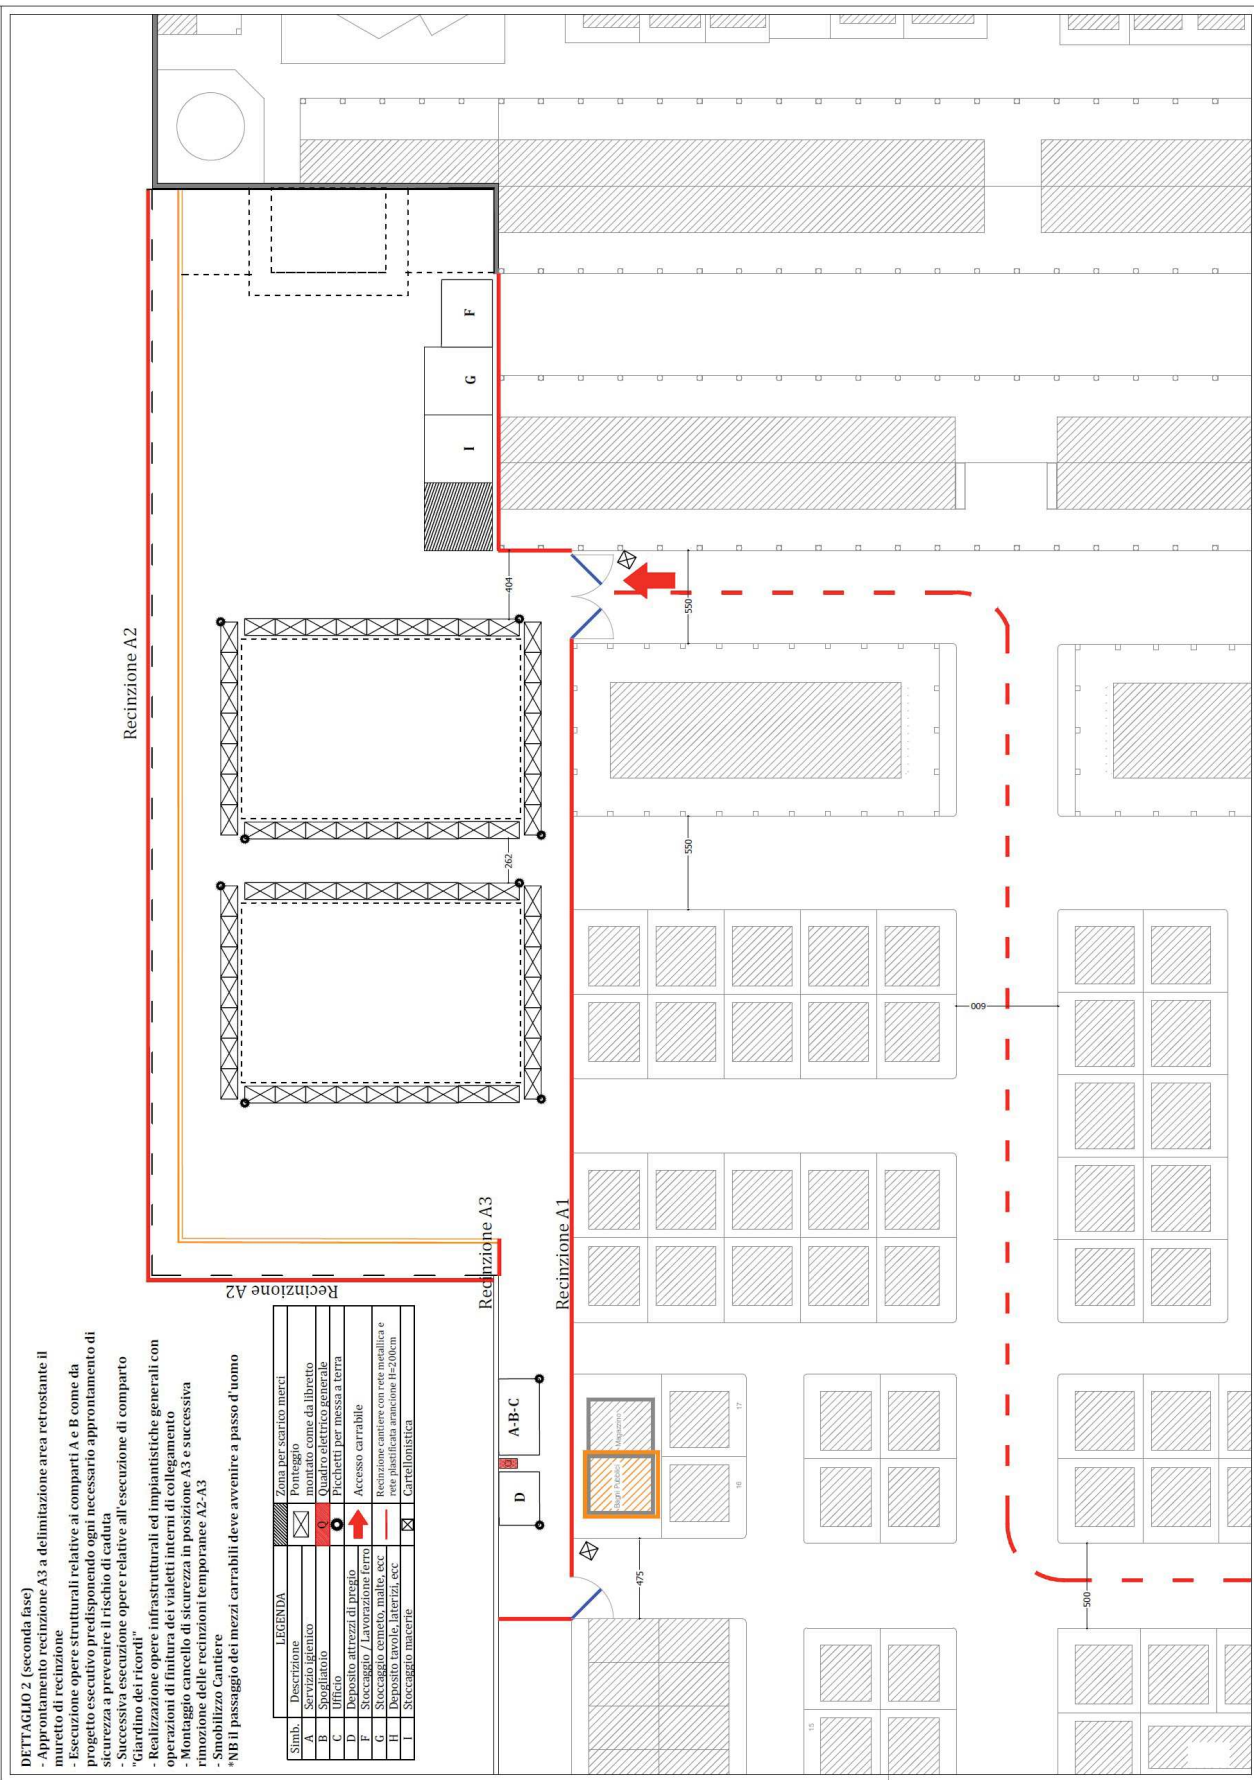 DETTAGLIO 2 (seconda fase)
- Approntamento recinzione A3 a delimitazione area retrostante il
muretto di recinzione
- Esecuzione opere strutturali relative ai comparti A e B come da
progetto esecutivo predisponendo ogni necessario approntamento di
sicurezza a prevenire il rischio di caduta
- Successiva esecuzione opere relative all'esecuzione di comparto
"Giardino dei ricordi"
- Realizzazione opere infrastrutturali ed impiantistiche generali con
operazioni di finitura dei vialetti interni di collegamento
- Montaggio cancello di sicurezza in posizione A3 e successiva
rimozione delle recinzioni temporanee A2-A3
- Smobilizzo Cantiere
*NB il passaggio dei mezzi carrabili deve avvenire a passo d'uomo
LEGENDA
Simb. Descrizione
A Servizio igienico
B Spogliatoio
C Ufficio
D Deposito attrezzi di pregio
F Stoccaggio / Lavorazione ferro
G Stoccaggio cemeto, malte, ecc
H Deposito tavole, laterizi, ecc
I Stoccaggio macerie
Zona per scarico merci
Ponteggio
montato come da libretto
Q Quadro elettrico generale
Picchetti per messa a terra
Accesso carrabile
Recinzione cantiere con rete metallica e
rete plastificata arancione H=200cm
Cartellonistica
Recinzione A2
Recinzione A2
Recinzione A3
Recinzione A1
F
G
I
404
262
550
550
600
A-B-C
Q
D
Magazzino
Bagni Pubblici
17
16
475
500
15